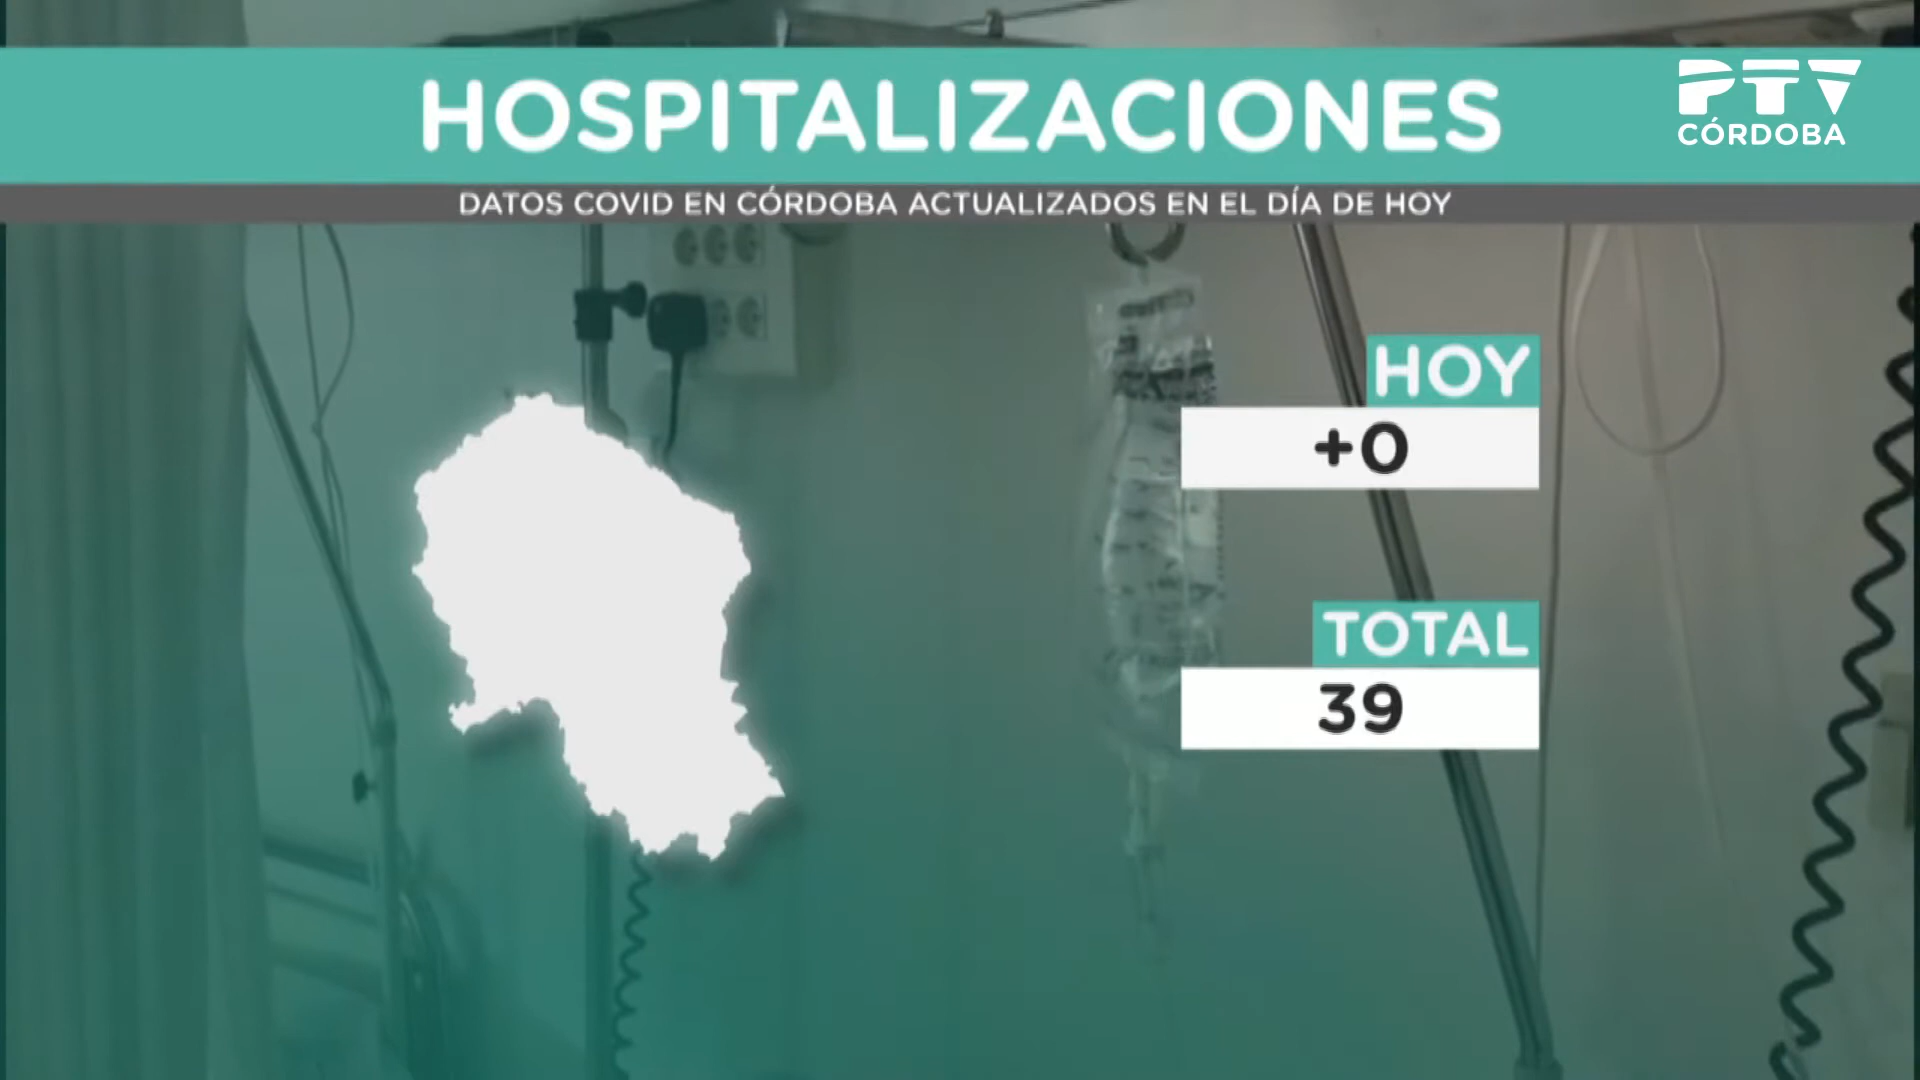 HOSPITALIZACIONES
PTV
CÓRDOBA
DATOS COVID EN CÓRDOBA ACTUALIZADOS EN EL DÍA DE HOY
HOY
+0
TOTAL
39